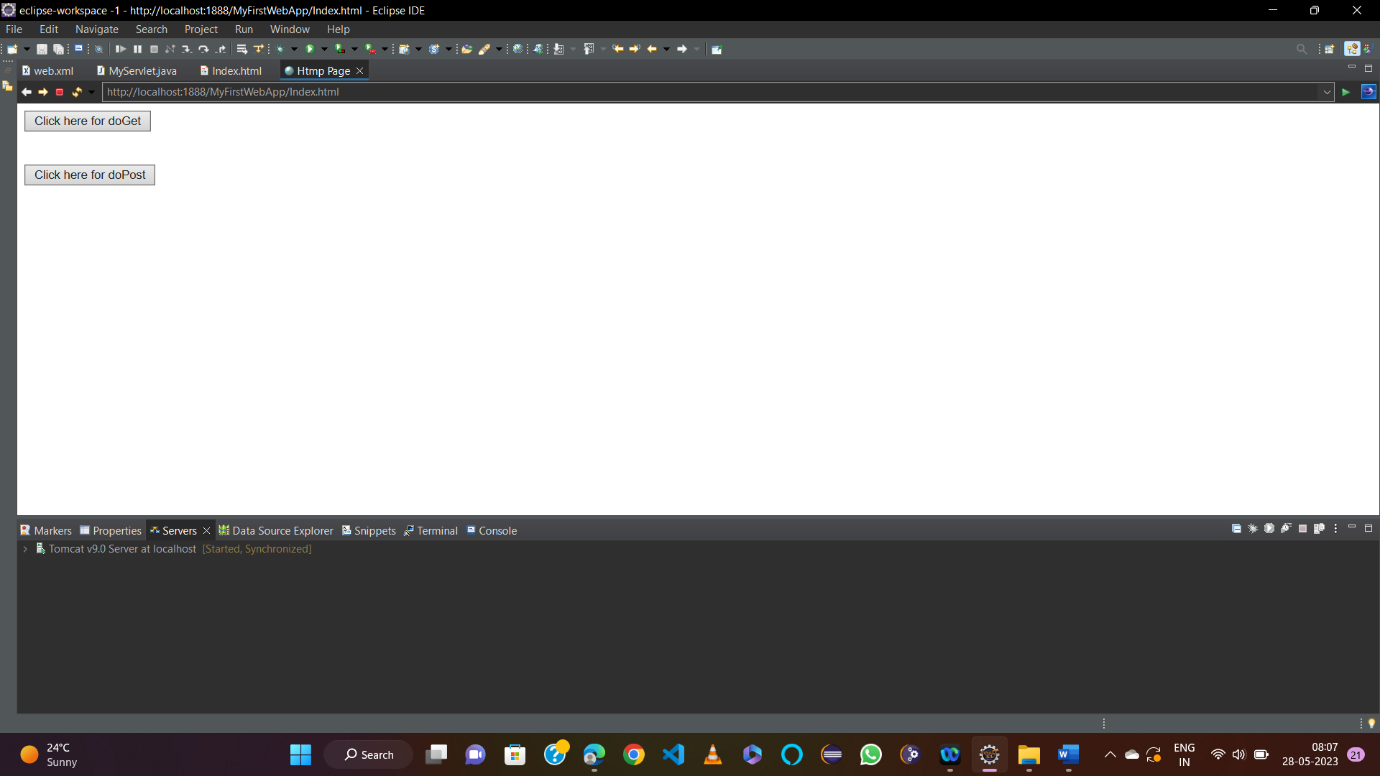 eclipse-workspace -1 - http://localhost:1888/MyFirstWebApp/Index.html - Eclipse IDE
File Edit Navigate Search Project Run Window Help
web.xml MyServlet.java Index.html Htmp Page
http://localhost:1888/MyFirstWebApp/Index.html
Click here for doGet
Click here for doPost
Markers Properties Servers Data Source Explorer Snippets Terminal Console
Tomcat v9.0 Server at localhost [Started, Synchronized]
24°C
Sunny
Search
ENG
IN
08:07
28-05-2023
21